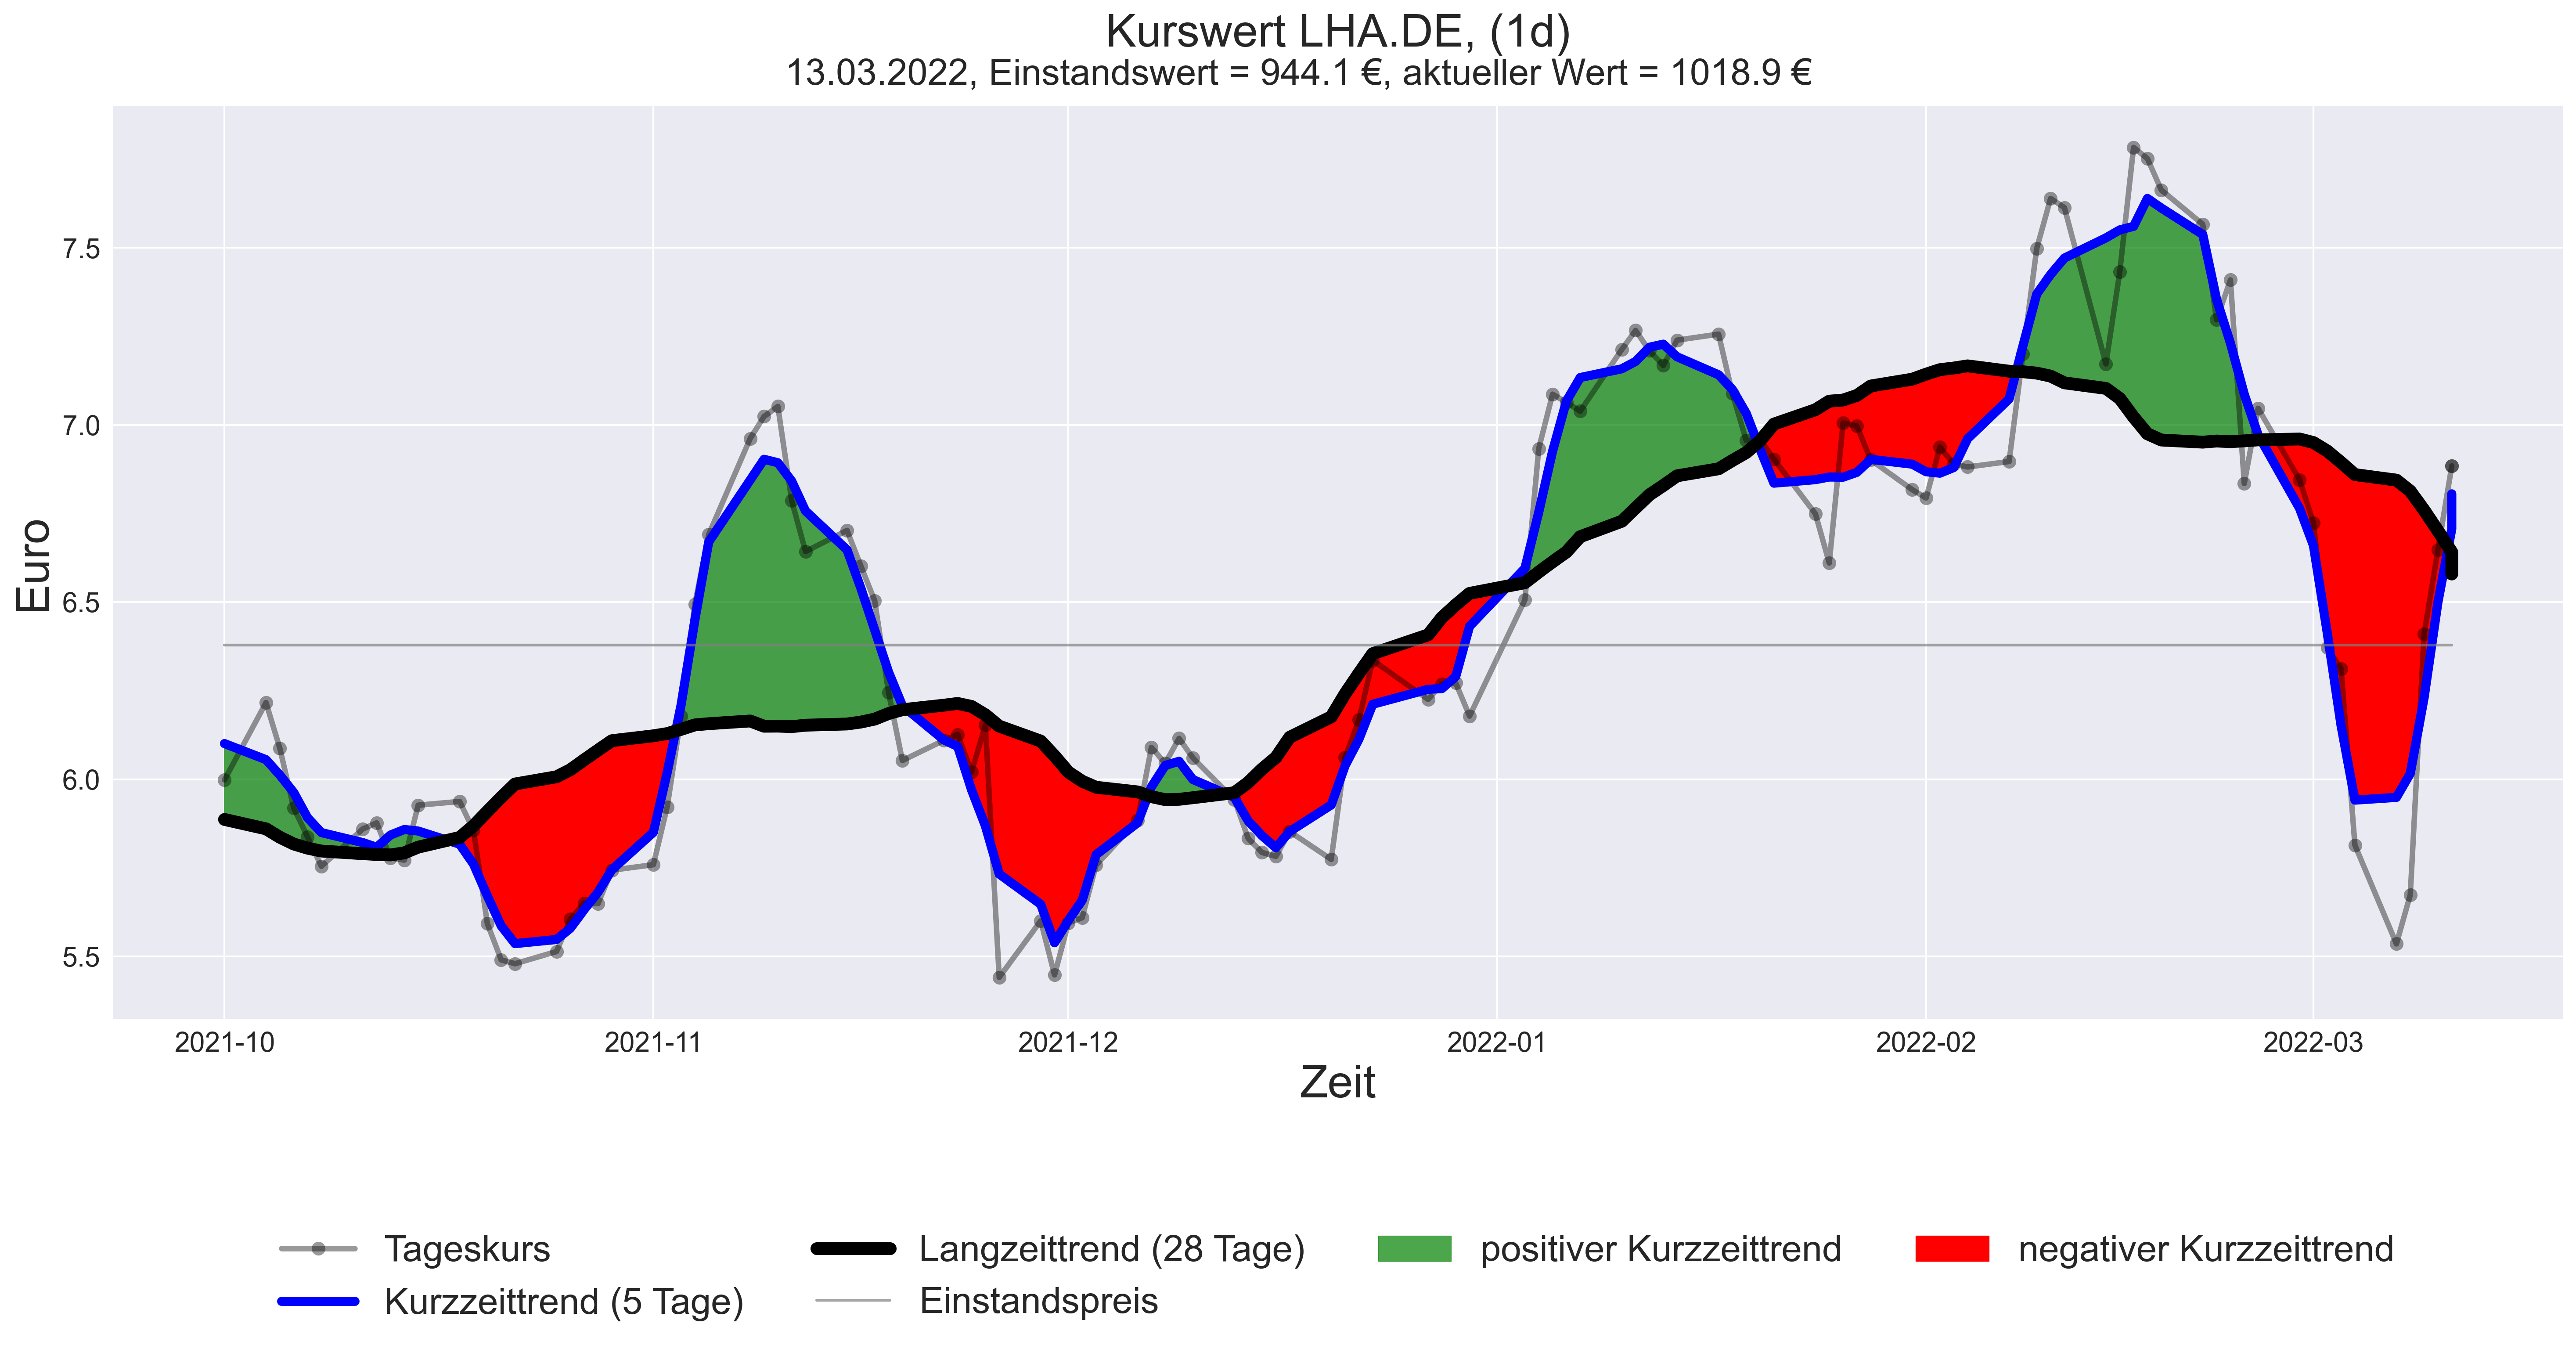 Kurswert LHA.DE, (1d)
13.03.2022, Einstandswert = 944.1 €, aktueller Wert = 1018.9 €
Euro
7.5
7.0
6.5
6.0
5.5
2021-10 2021-11 2021-12 2022-01 2022-02 2022-03
Zeit
Tageskurs Langzeittrend (28 Tage) positiver Kurzzeittrend negativer Kurzzeittrend
Kurzzeittrend (5 Tage) Einstandspreis